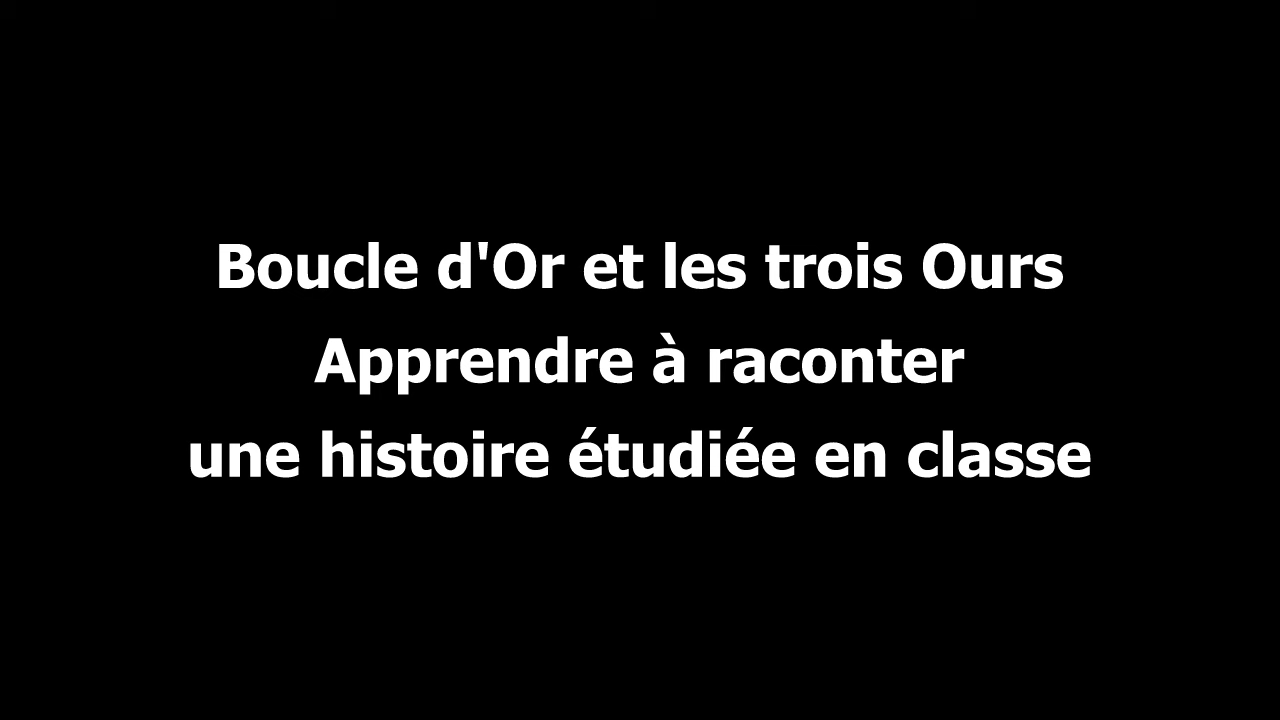 Boucle d'Or et les trois Ours
Apprendre à raconter
une histoire étudiée en classe